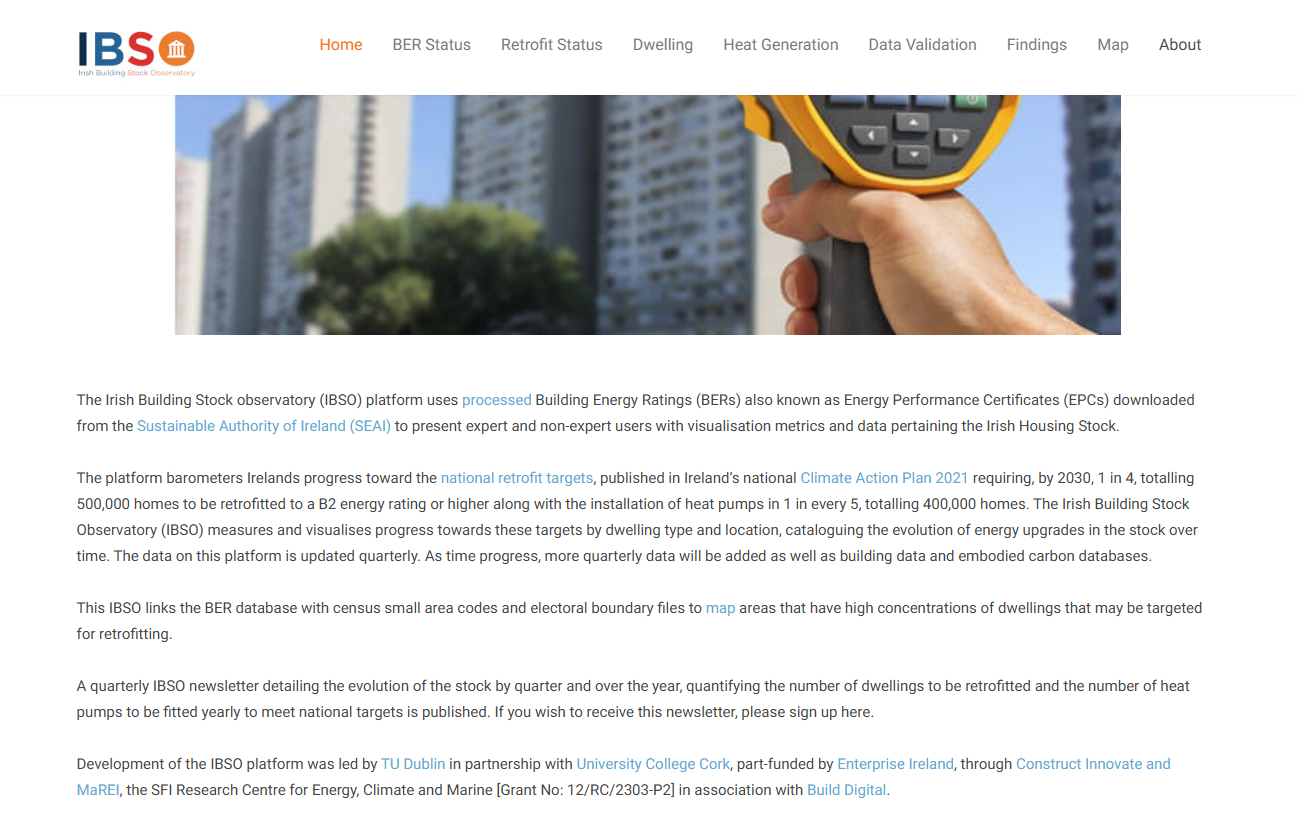 IBSO
Irish Building Stock Observatory
Home BER Status Retrofit Status Dwelling Heat Generation Data Validation Findings Map About
The Irish Building Stock observatory (IBSO) platform uses processed Building Energy Ratings (BERs) also known as Energy Performance Certificates (EPCs) downloaded
from the Sustainable Authority of Ireland (SEAI) to present expert and non-expert users with visualisation metrics and data pertaining the Irish Housing Stock.
The platform barometers Irelands progress toward the national retrofit targets, published in Ireland’s national Climate Action Plan 2021 requiring, by 2030, 1 in 4, totalling
500,000 homes to be retrofitted to a B2 energy rating or higher along with the installation of heat pumps in 1 in every 5, totalling 400,000 homes. The Irish Building Stock
Observatory (IBSO) measures and visualises progress towards these targets by dwelling type and location, cataloguing the evolution of energy upgrades in the stock over
time. The data on this platform is updated quarterly. As time progress, more quarterly data will be added as well as building data and embodied carbon databases.
This IBSO links the BER database with census small area codes and electoral boundary files to map areas that have high concentrations of dwellings that may be targeted
for retrofitting.
A quarterly IBSO newsletter detailing the evolution of the stock by quarter and over the year, quantifying the number of dwellings to be retrofitted and the number of heat
pumps to be fitted yearly to meet national targets is published. If you wish to receive this newsletter, please sign up here.
Development of the IBSO platform was led by TU Dublin in partnership with University College Cork, part-funded by Enterprise Ireland, through Construct Innovate and
MaREI, the SFI Research Centre for Energy, Climate and Marine [Grant No: 12/RC/2303-P2] in association with Build Digital.